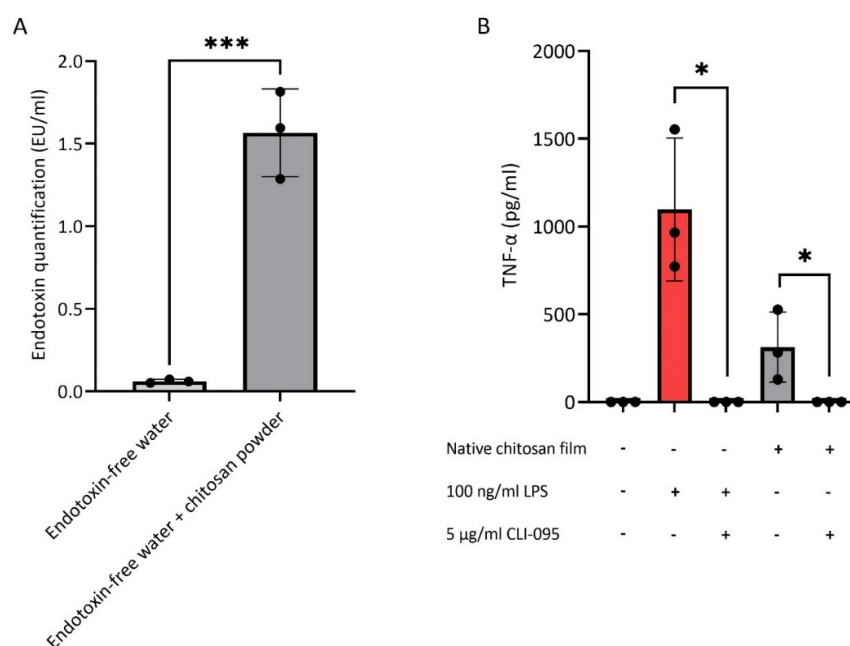 A
***
Endotoxin quantification (EU/ml)
2.0
1.5
1.0
0.5
0.0
Endotoxin-free water
Endotoxin-free water + chitosan powder
B
*
*
TNF-α (pg/ml)
2000
1500
1000
500
0
Native chitosan film - - - + +
100 ng/ml LPS - + + - -
5 µg/ml CLI-095 - - + - +